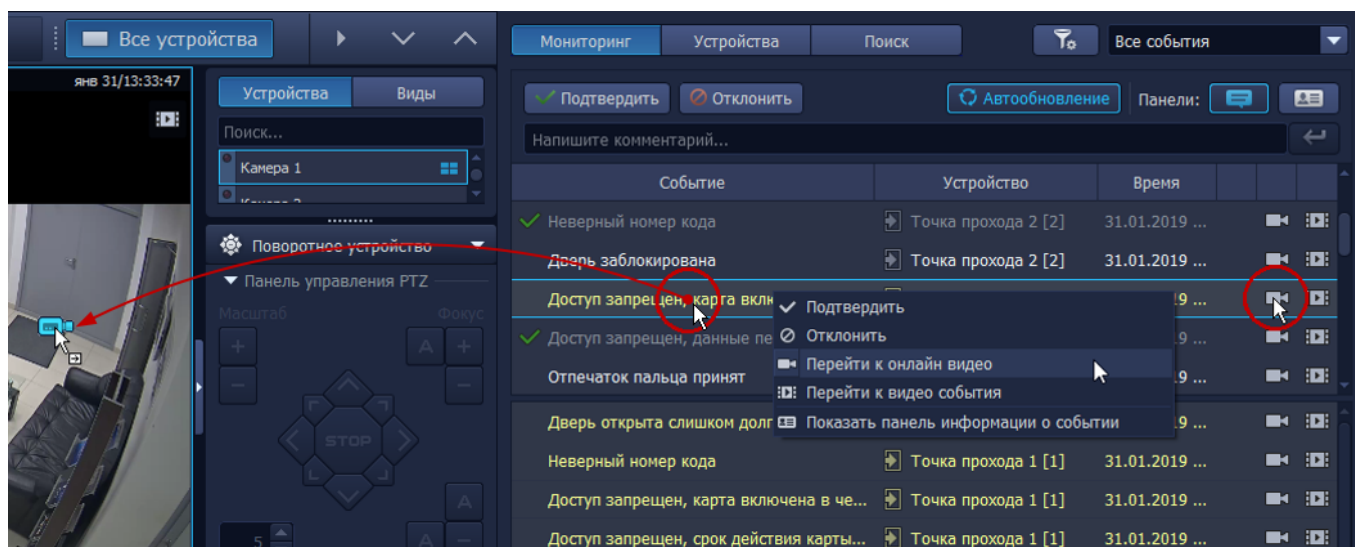 Все устройства
Мониторинг Устройства Поиск Все события
янв 31/13:33:47
Устройства Виды
Подтвердить Отклонить Автообновление Панели:
Поиск...
Напишите комментарий...
Камера 1
Событие Устройство Время
Неверный номер кода Точка прохода 2 [2] 31.01.2019 ...
Поворотное устройство
Дверь заблокирована Точка прохода 2 [2] 31.01.2019 ...
Панель управления PTZ
Доступ запрещен, карта вклю 9 ...
Масштаб Фокус
Подтвердить
Доступ запрещен, данные пе 9 ...
Отклонить
A
Перейти к онлайн видео
Отпечаток пальца принят 9 ...
Перейти к видео события
Дверь открыта слишком долг 9 ...
Показать панель информации о событии
STOP
Неверный номер кода Точка прохода 1 [1] 31.01.2019 ...
Доступ запрещен, карта включена в че... Точка прохода 1 [1] 31.01.2019 ...
A
Доступ запрещен, срок действия карты... Точка прохода 1 [1] 31.01.2019 ...
5 A